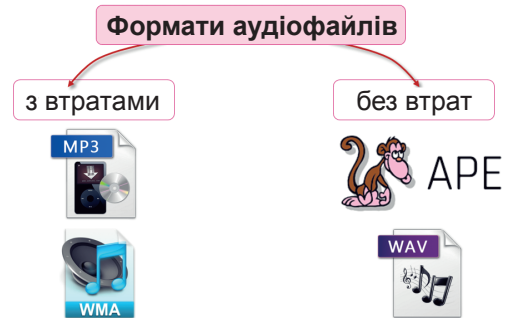 Формати аудіофайлів
з втратами
без втрат
MP3
APE
WMA
WAV